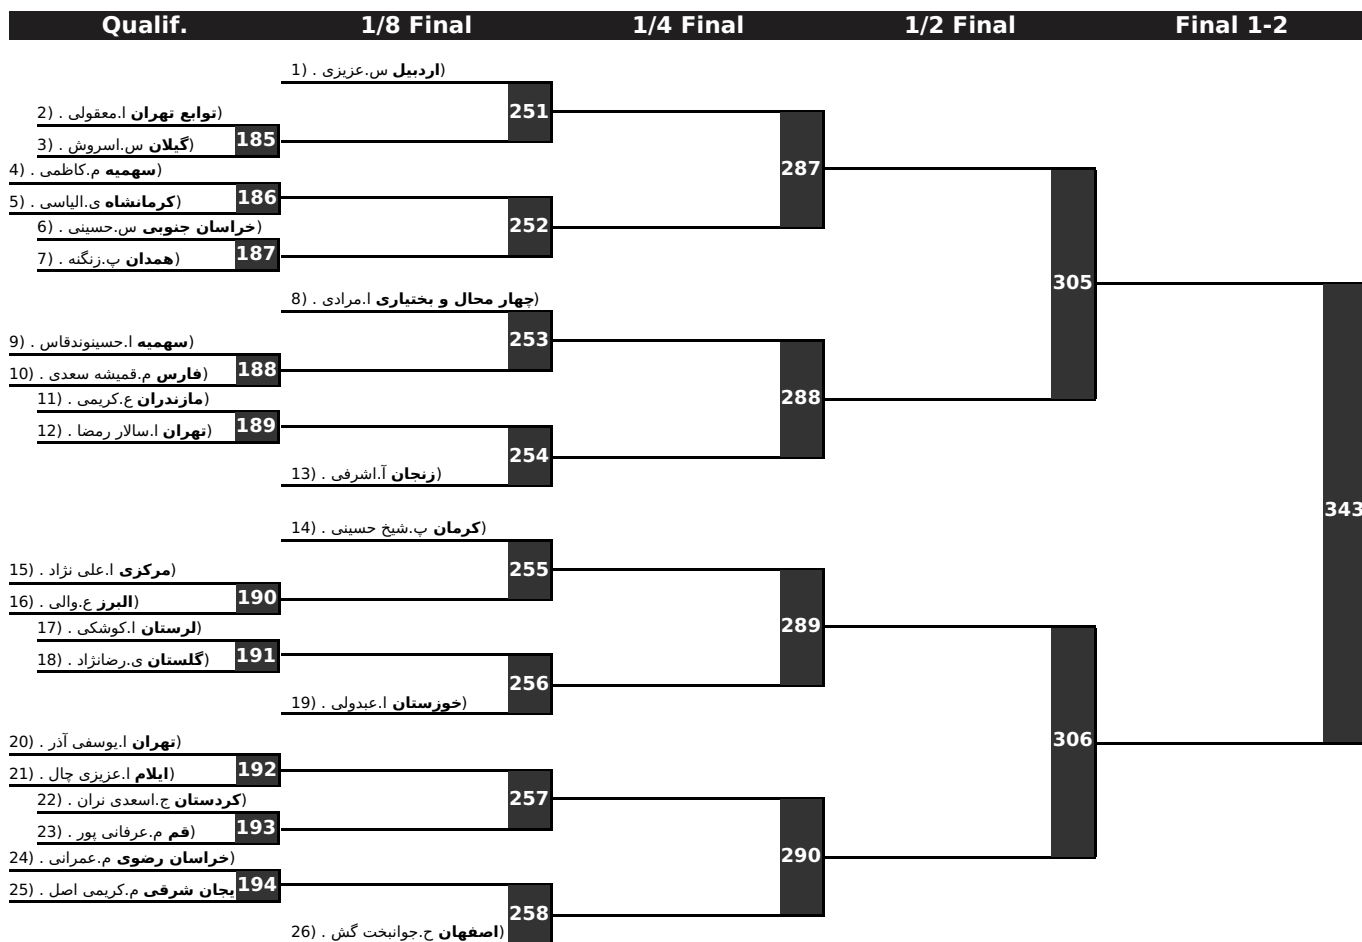 Qualif. 1/8 Final 1/4 Final 1/2 Final Final 1-2
1) . س.عزیزی اردبیل)
251
2) . ا.معقولی توابع تهران)
185
3) . س.اسروش گیلان)
287
4) . م.کاظمی سهمیه)
186
5) . ی.الیاسی کرمانشاه)
252
6) . س.حسینی خراسان جنوبی)
187
7) . پ.زنگنه همدان)
305
8) . ا.مرادی چهار محال و بختیاری)
253
9) . ا.حسینوندقاس سهمیه)
188
10) . م.قمیشه سعدی فارس)
288
11) . ع.کریمی مازندران)
189
12) . ا.سالار رمضا تهران)
254
13) . آ.اشرفی زنجان)
343
14) . پ.شیخ حسینی کرمان)
255
15) . ا.علی نژاد مرکزی)
190
16) . ع.والی البرز)
289
17) . ا.کوشکی لرستان)
191
18) . ی.رضانژاد گلستان)
256
19) . ا.عبدولی خوزستان)
306
20) . ا.یوسفی آذر تهران)
192
21) . ا.عزیزی چال ایلام)
257
22) . ج.اسعدی نران کردستان)
193
23) . م.عرفانی پور قم)
290
24) . م.عمرانی خراسان رضوی)
194
25) . م.کریمی اصل یجان شرقی
258
26) . ح.جوانبخت گش اصفهان)